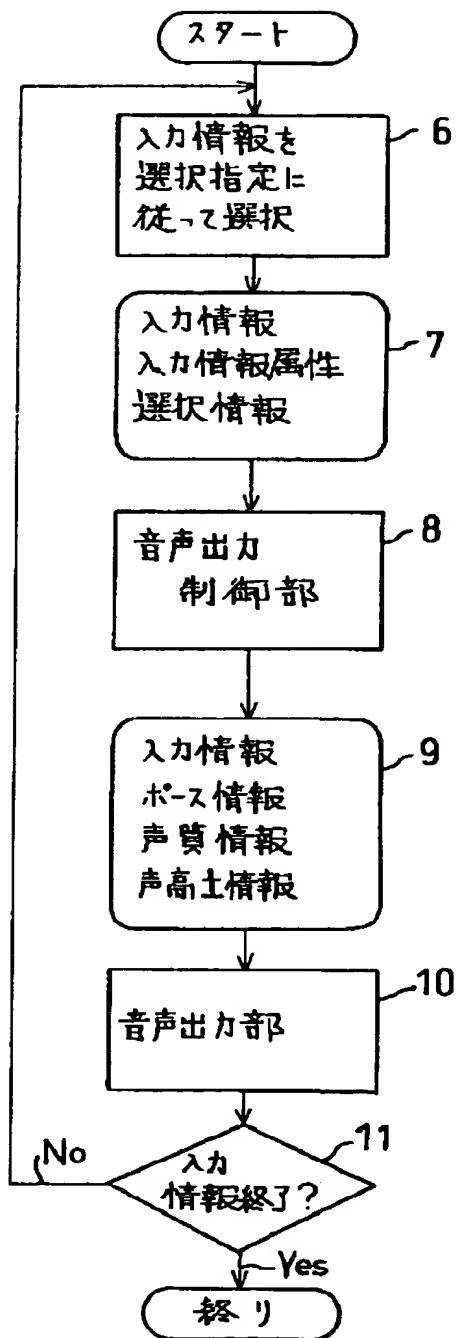 スタート
入力情報を
選択指定に
従って選択
6
入力情報
入力情報属性
選択情報
7
音声出力
制御部
8
入力情報
ポーズ情報
声質情報
声高士情報
9
音声出力部
10
入力
情報終了?
11
No
Yes
終り